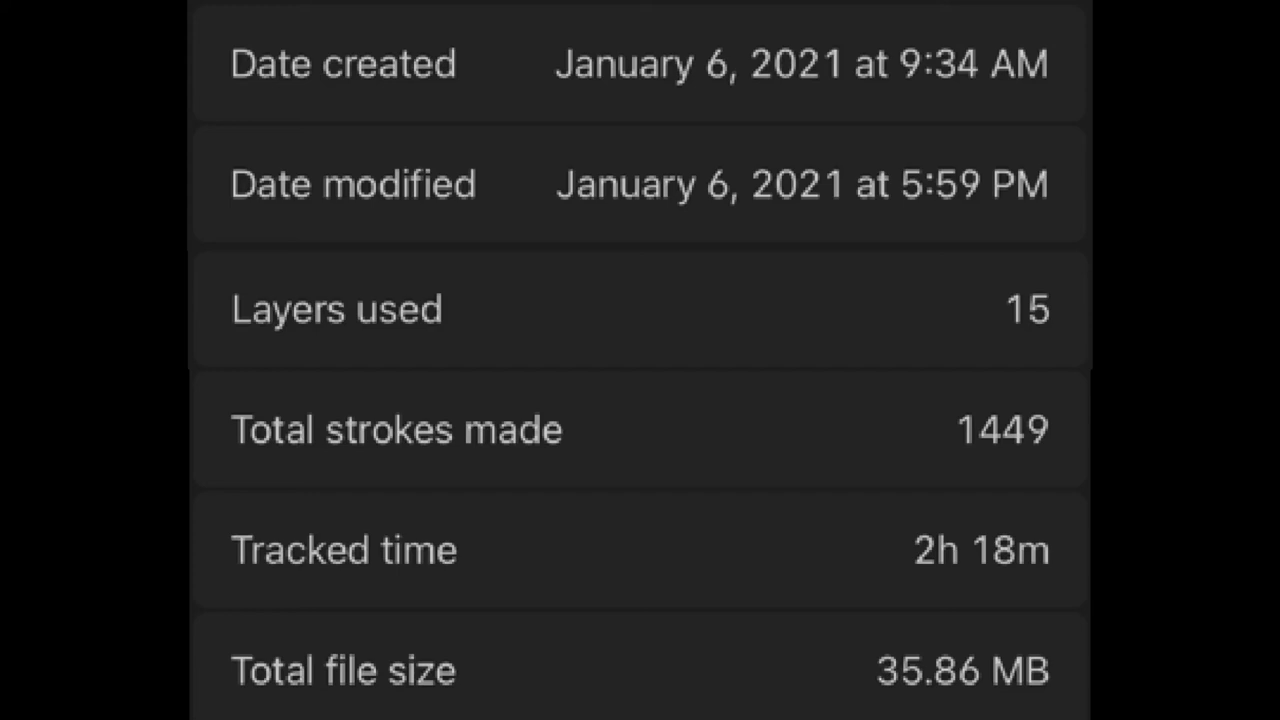 Date created January 6, 2021 at 9:34 AM
Date modified January 6, 2021 at 5:59 PM
Layers used 15
Total strokes made 1449
Tracked time 2h 18m
Total file size 35.86 MB